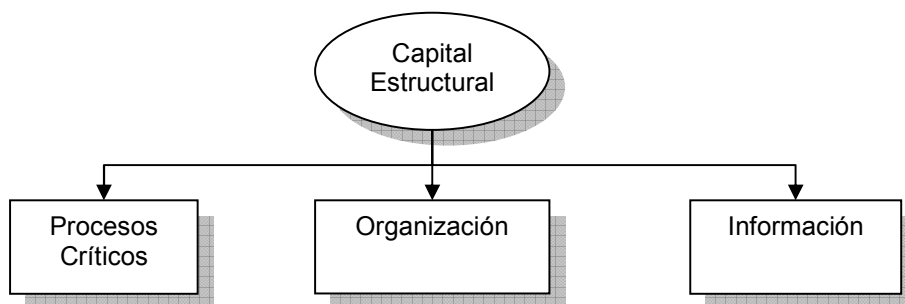 Capital
Estructural
Procesos
Críticos
Organización
Información